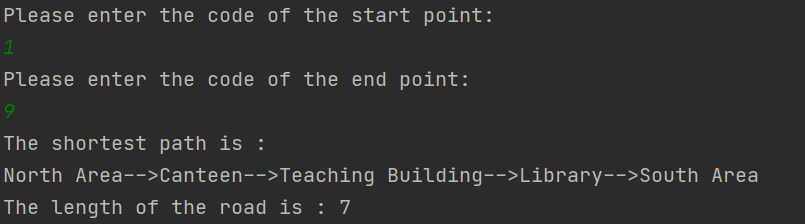 Please enter the code of the start point:
1
Please enter the code of the end point:
9
The shortest path is :
North Area-->Canteen-->Teaching Building-->Library-->South Area
The length of the road is : 7